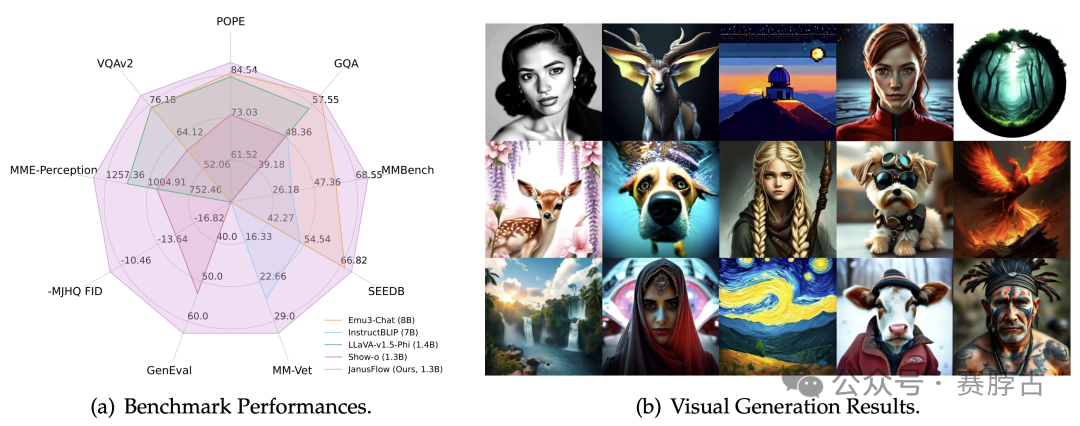 POPE
VQAv2
GQA
84.54
76.18
57.55
73.03
64.12
48.36
61.52
52.06
39.18
MME-Perception
1257.36
1004.91
752.46
26.18
47.36
68.55
MMBench
-16.82
42.27
-13.64
40.0
16.33
54.54
-10.46
66.82
-MJHQ FID
50.0
22.66
SEEDB
60.0
29.0
Emu3-Chat (8B)
InstructBLIP (7B)
LLaVA-v1.5-Phi (1.4B)
Show-o (1.3B)
JanusFlow (Ours, 1.3B)
GenEval
MM-Vet
(a) Benchmark Performances.
公众号 · 赛脖古
(b) Visual Generation Results.